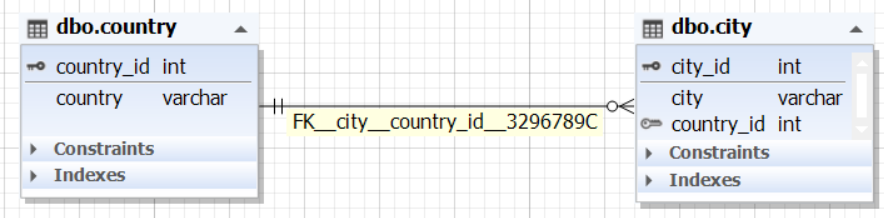 dbo.country
country_id int
country varchar
Constraints
Indexes
FK__city__country_id__3296789C
dbo.city
city_id int
city varchar
country_id int
Constraints
Indexes